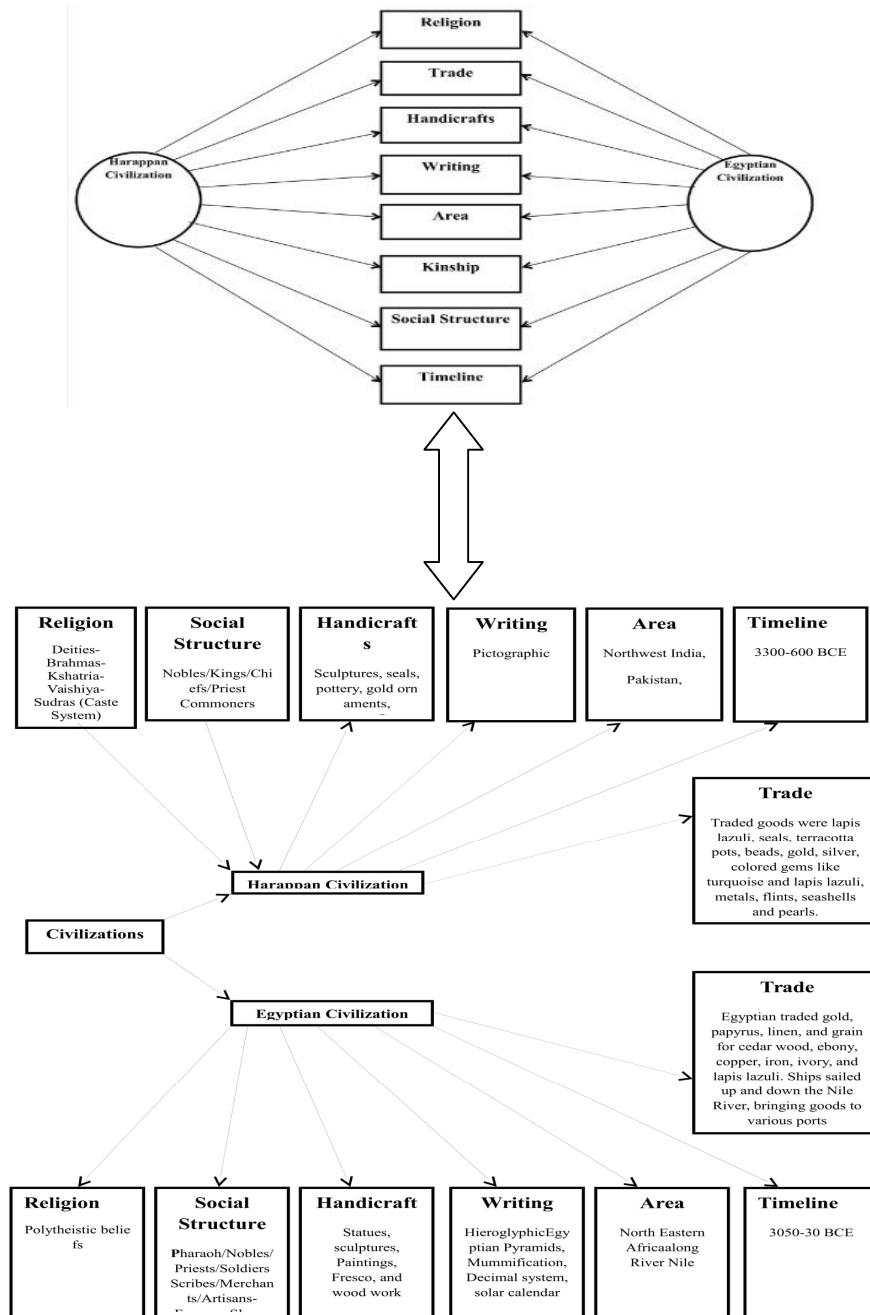 Religion
Trade
Handicrafts
Harappan
Civilization
Writing
Egyptian
Civilization
Area
Kinship
Social Structure
Timeline
Religion
Deities-
Brahmas-
Kshatria-
Vaishiya-
Sudras (Caste
System)
Social
Structure
Nobles/Kings/Chi
efs/Priest
Commoners
Handicraft
s
Sculptures, seals,
pottery, gold orn
aments,
Writing
Pictographic
Area
Northwest India,
Pakistan,
Timeline
3300-600 BCE
Trade
Traded goods were lapis
lazuli, seals, terracotta
pots, beads, gold, silver,
colored gems like
turquoise and lapis lazuli,
metals, flints, seashells
and pearls.
Harappan Civilization
Civilizations
Egyptian Civilization
Trade
Egyptian traded gold,
papyrus, linen, and grain
for cedar wood, ebony,
copper, iron, ivory, and
lapis lazuli. Ships sailed
up and down the Nile
River, bringing goods to
various ports
Religion
Polytheistic belie
fs
Social
Structure
Pharaoh/Nobles/
Priests/Soldiers
Scribes/Merchan
ts/Artisans-
Handicraft
Statues,
sculptures,
Paintings,
Fresco, and
wood work
Writing
HieroglyphicEgy
ptian Pyramids,
Mummification,
Decimal system,
solar calendar
Area
North Eastern
Africaalong
River Nile
Timeline
3050-30 BCE